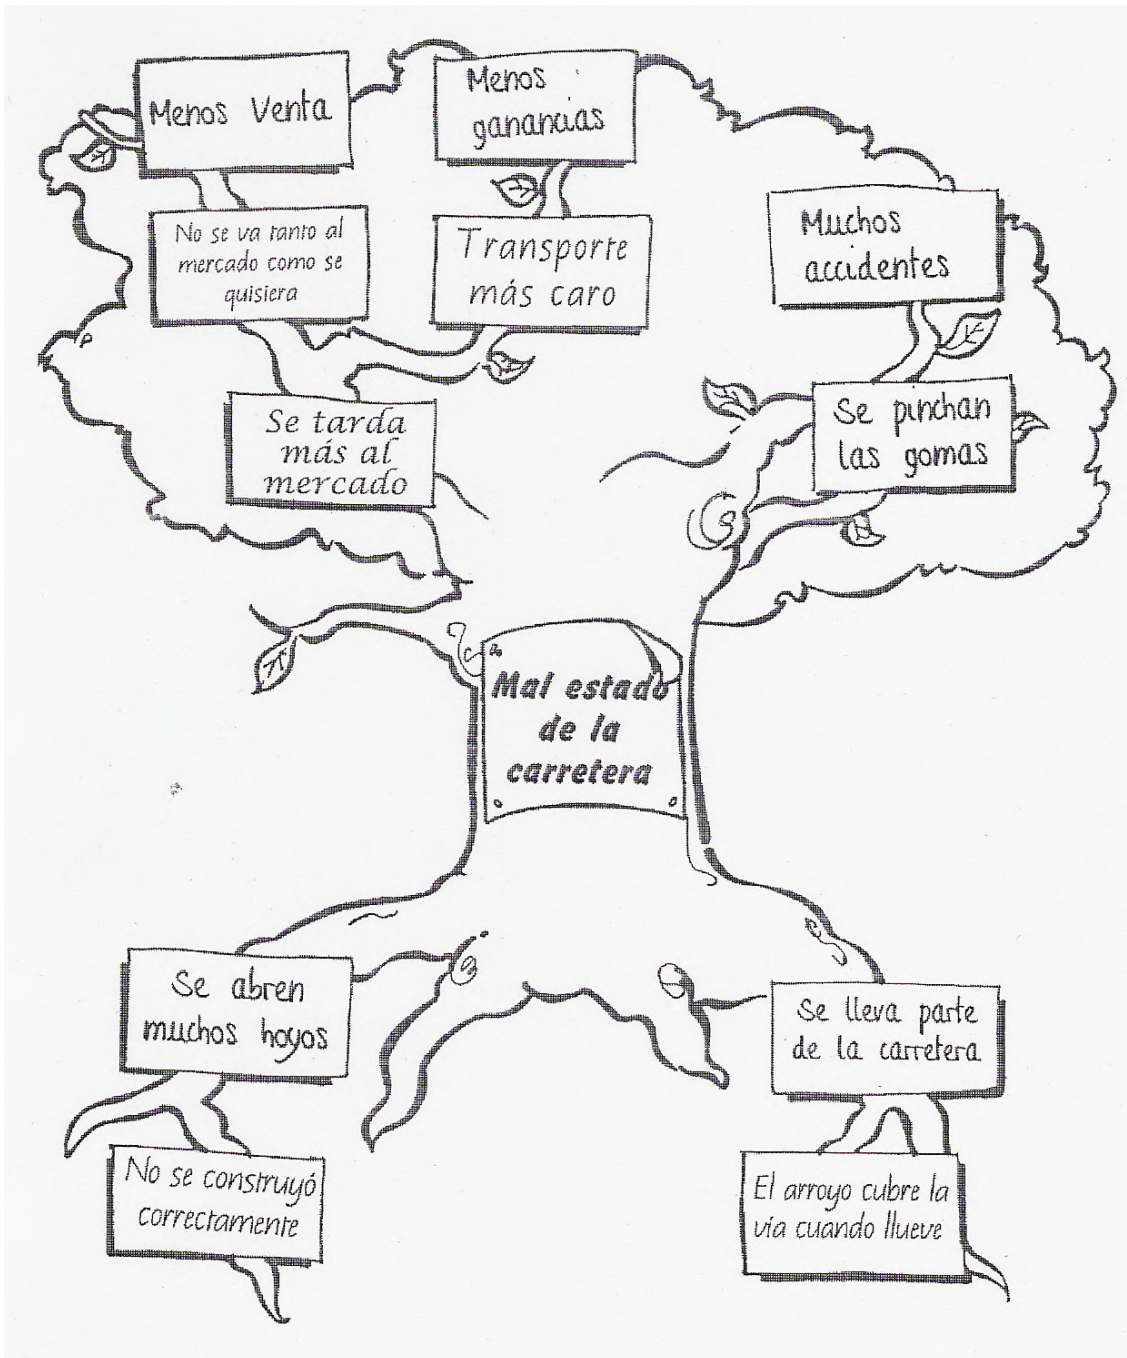 Menos Venta
Menos
ganancias
No se va tanto al
mercado como se
quisiera
Transporte
más caro
Muchos
accidentes
Se tarda
más al
mercado
Se pinchan
las gomas
Mal estado
de la
carretera
Se abren
muchos hoyos
Se lleva parte
de la carretera
No se construyó
correctamente
El arroyo cubre la
vía cuando llueve